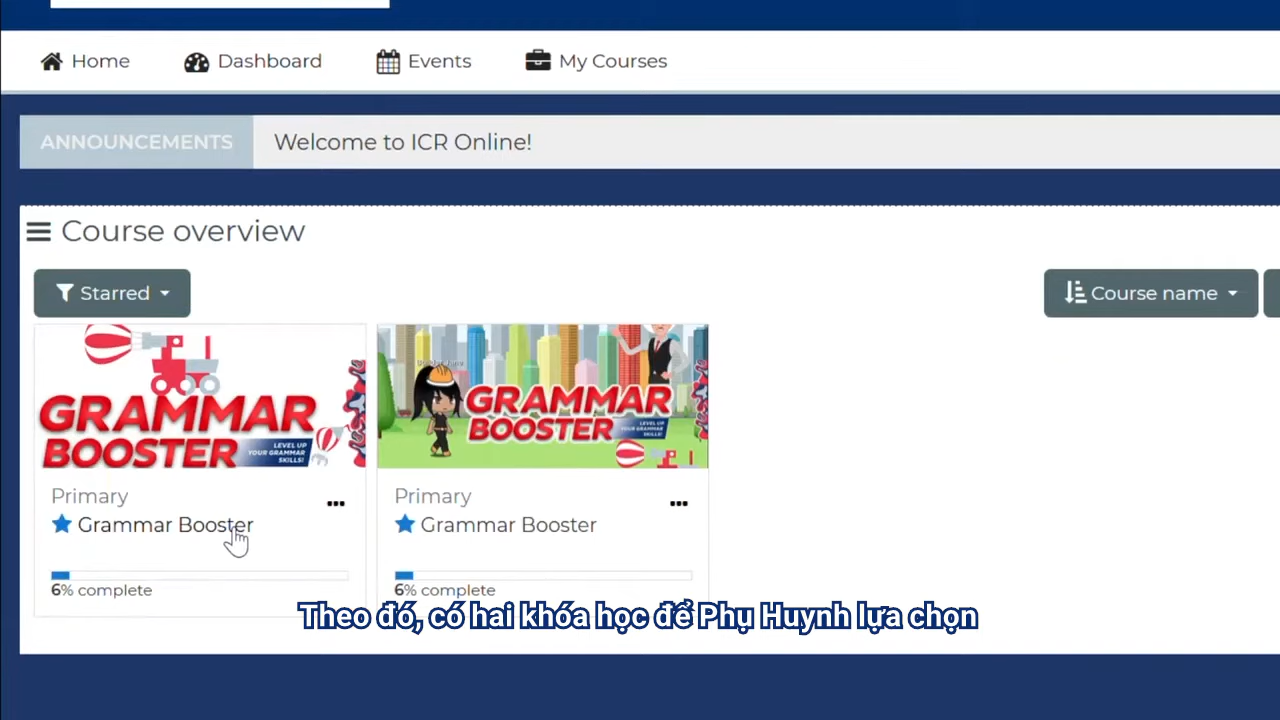 Home Dashboard Events My Courses
ANNOUNCEMENTS Welcome to ICR Online!
Course overview
Starred Course name
GRAMMAR
BOOSTER
LEVEL UP
YOUR GRAMMAR
SKILLS!
GRAMMAR
BOOSTER
LEVEL UP
YOUR GRAMMAR
SKILLS!
Primary
Grammar Booster
6% complete
Primary
Grammar Booster
6% complete
Theo đó, có hai khóa học để Phụ Huynh lựa chọn